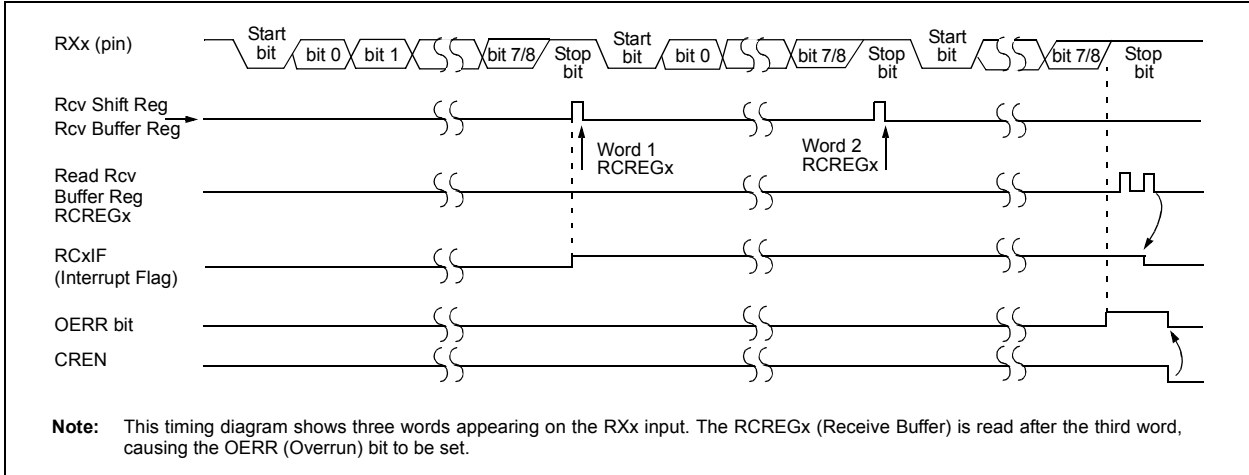 RXx (pin)
Start
bit
bit 0
bit 1
bit 7/8
Stop
bit
Start
bit
bit 0
bit 7/8
Stop
bit
Start
bit
bit 7/8
Stop
bit
Rcv Shift Reg
Rcv Buffer Reg
Word 1
RCREGx
Word 2
RCREGx
Read Rcv
Buffer Reg
RCREGx
RCxIF
(Interrupt Flag)
OERR bit
CREN
Note: This timing diagram shows three words appearing on the RXx input. The RCREGx (Receive Buffer) is read after the third word,
causing the OERR (Overrun) bit to be set.